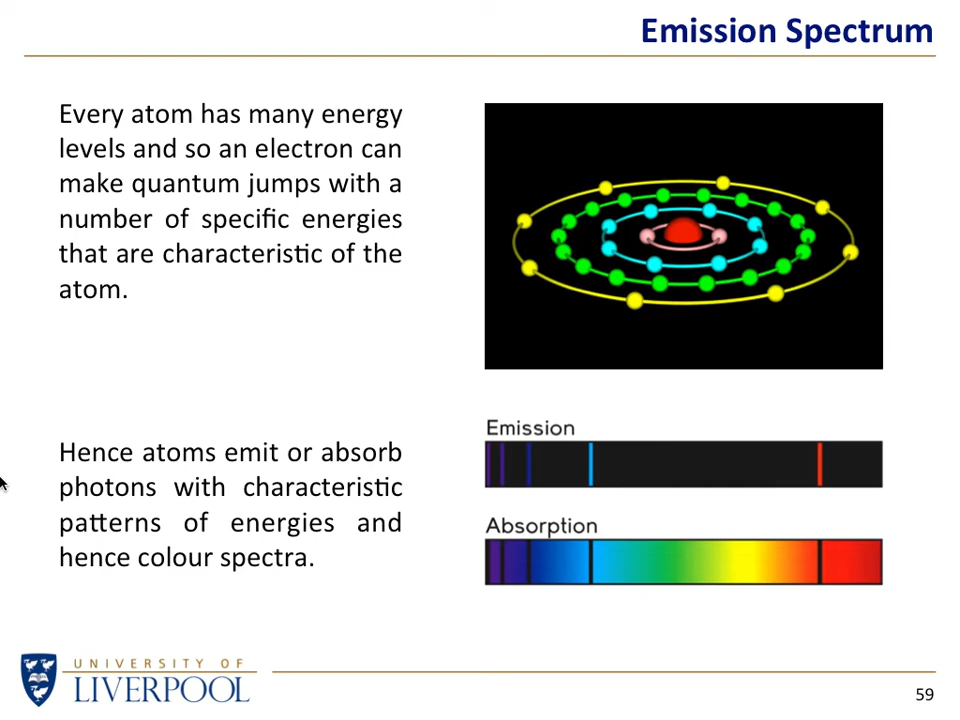 Emission Spectrum
Every atom has many energy
levels and so an electron can
make quantum jumps with a
number of specific energies
that are characteristic of the
atom.
Hence atoms emit or absorb
photons with characteristic
patterns of energies and
hence colour spectra.
Emission
Absorption
UNIVERSITY OF
LIVERPOOL
59